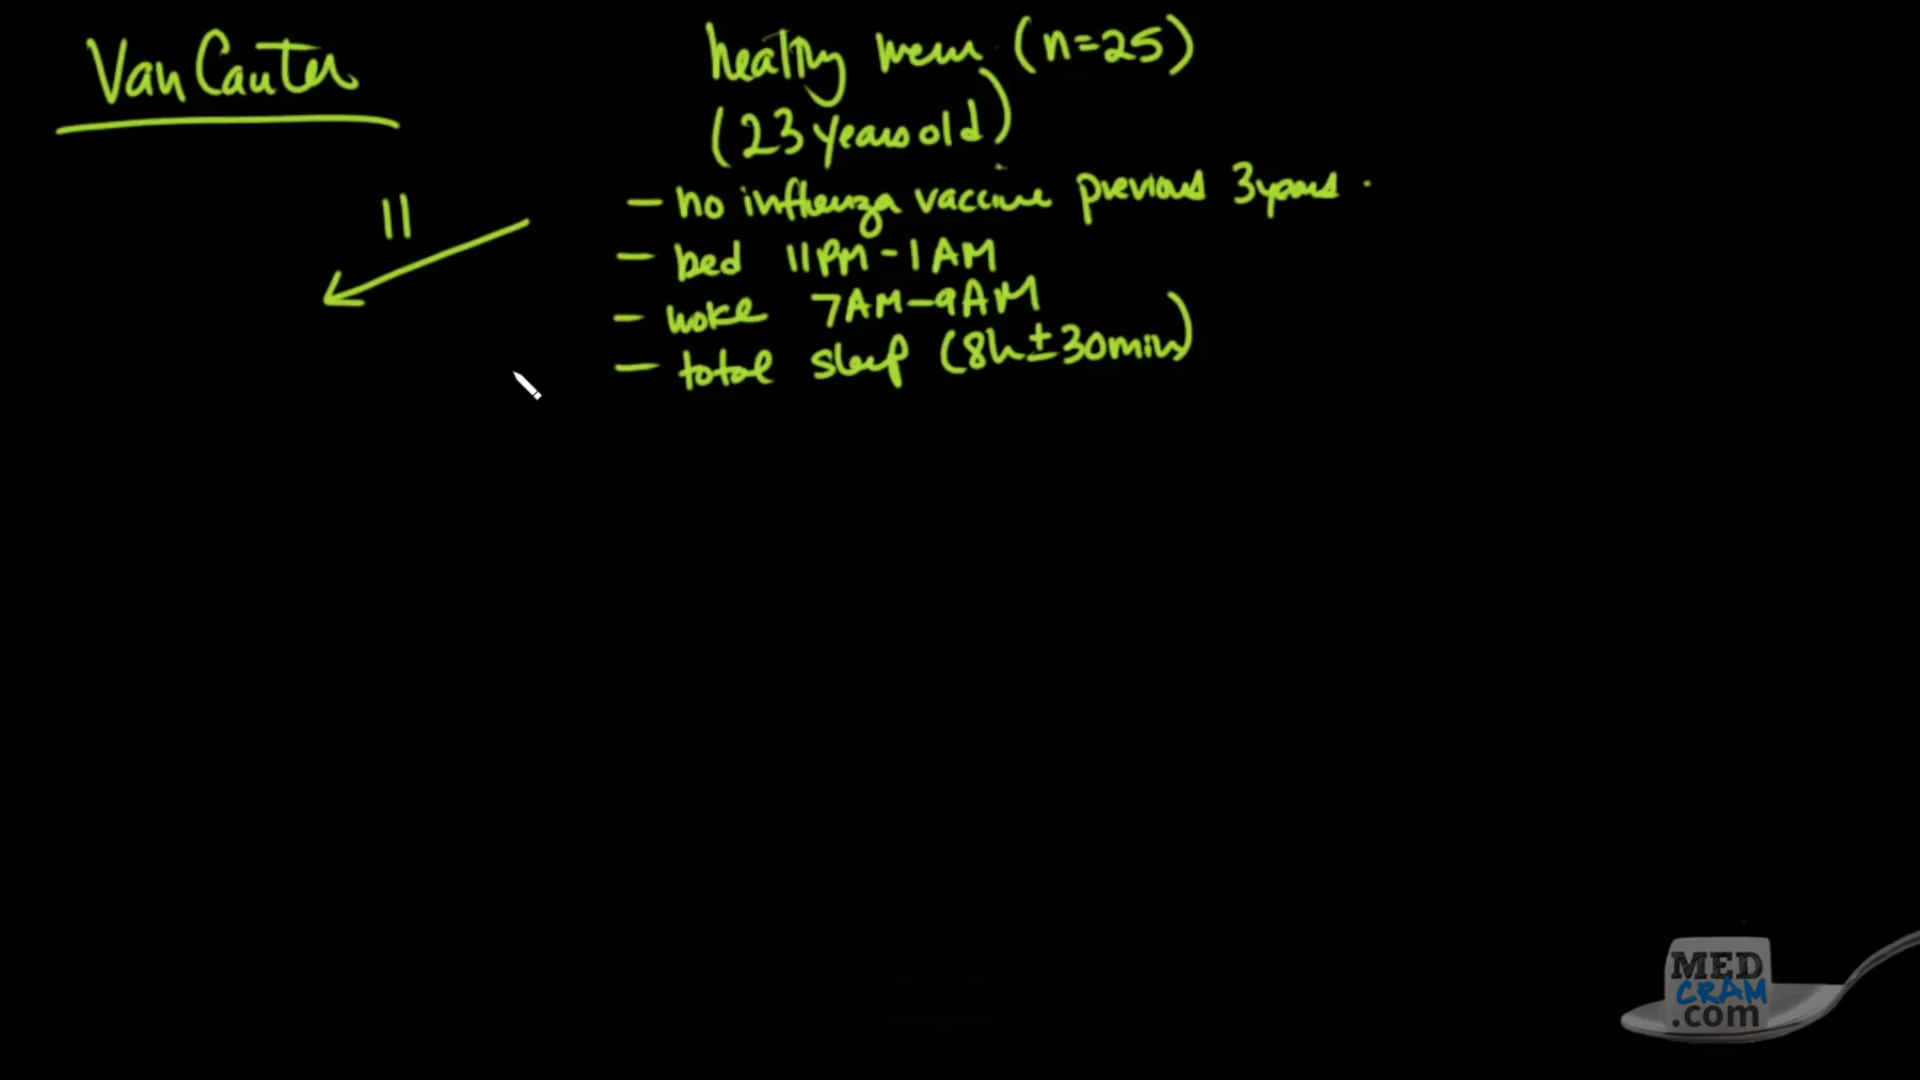 Van Cauter
healthy men (n=25)
(23 years old)
- no influenza vaccine previous 3 years.
- bed 11PM-1AM
- woke 7AM-9AM
- total sleep (8h±30min)
11
MED
CRAM
.com